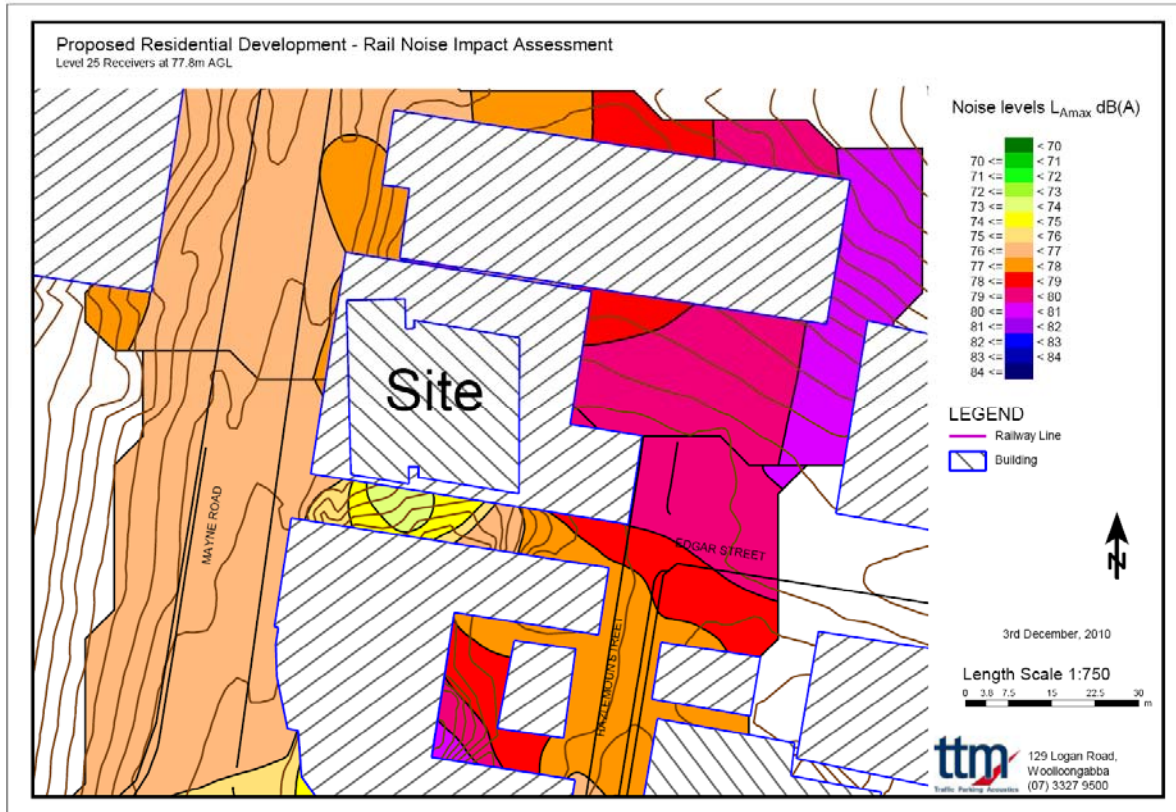 Proposed Residential Development - Rail Noise Impact Assessment
Level 25 Receivers at 77.8m AGL
Noise levels LAmax dB(A)
< 70
70 <= < 71
71 <= < 72
72 <= < 73
73 <= < 74
74 <= < 75
75 <= < 76
76 <= < 77
77 <= < 78
78 <= < 79
79 <= < 80
80 <= < 81
81 <= < 82
82 <= < 83
83 <= < 84
84 <=
LEGEND
Railway Line
Building
Site
MAYNE ROAD
EDGAR STREET
HAZLEMOUNSTREET
N
3rd December, 2010
Length Scale 1:750
0 3.8 7.5 15 22.5 30
m
ttm
Traffic Parking Acoustics
129 Logan Road,
Woolloongabba
(07) 3327 9500